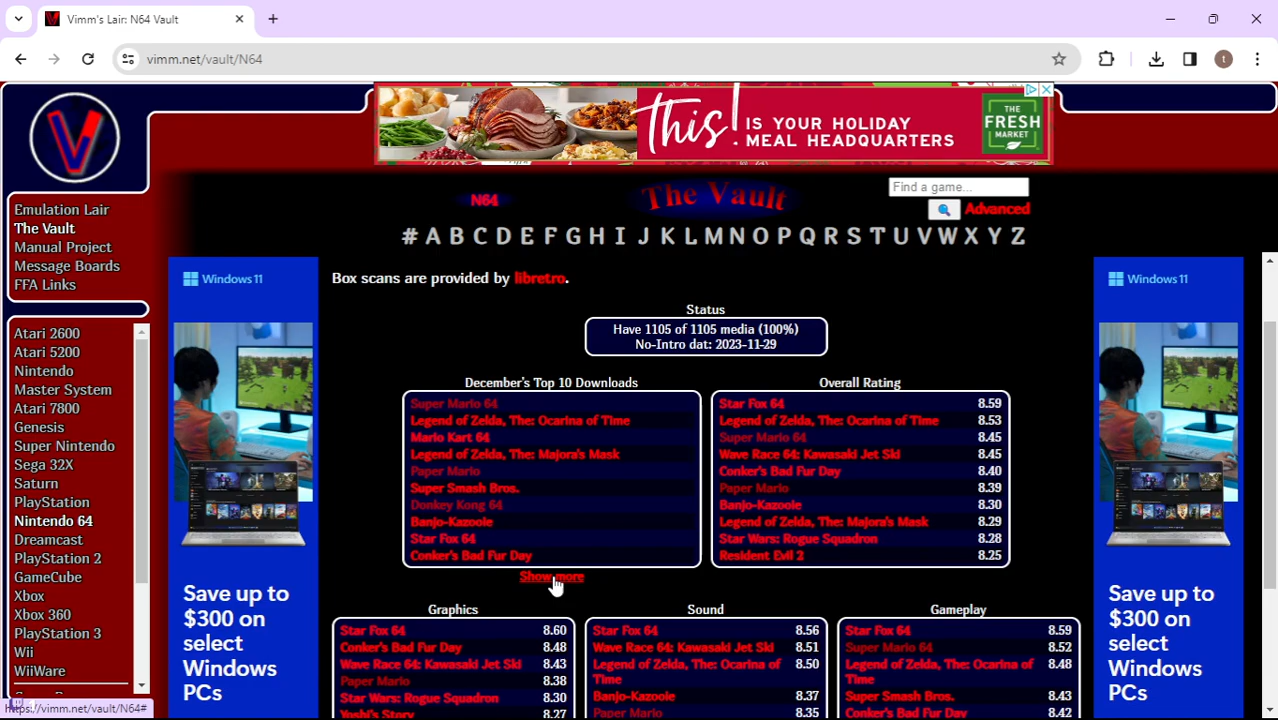 Vimm's Lair: N64 Vault
vimm.net/vault/N64
t
this! IS YOUR HOLIDAY
MEAL HEADQUARTERS
THE
FRESH
MARKET
V
N64
The Vault
Find a game...
Advanced
# A B C D E F G H I J K L M N O P Q R S T U V W X Y Z
Emulation Lair
The Vault
Manual Project
Message Boards
FFA Links
Atari 2600
Atari 5200
Nintendo
Master System
Atari 7800
Genesis
Super Nintendo
Sega 32X
Saturn
PlayStation
Nintendo 64
Dreamcast
PlayStation 2
GameCube
Xbox
Xbox 360
PlayStation 3
Wii
WiiWare
https://vimm.net/vault/N64#
Windows 11
Save up to
$300 on
select
Windows
PCs
Box scans are provided by libretro.
Status
Have 1105 of 1105 media (100%)
No-Intro dat: 2023-11-29
December's Top 10 Downloads
Super Mario 64
Legend of Zelda, The: Ocarina of Time
Mario Kart 64
Legend of Zelda, The: Majora's Mask
Paper Mario
Super Smash Bros.
Donkey Kong 64
Banjo-Kazooie
Star Fox 64
Conker's Bad Fur Day
Show more
Overall Rating
Star Fox 64 8.59
Legend of Zelda, The: Ocarina of Time 8.53
Super Mario 64 8.45
Wave Race 64: Kawasaki Jet Ski 8.45
Conker's Bad Fur Day 8.40
Paper Mario 8.39
Banjo-Kazooie 8.30
Legend of Zelda, The: Majora's Mask 8.29
Star Wars: Rogue Squadron 8.28
Resident Evil 2 8.25
Graphics
Star Fox 64 8.60
Conker's Bad Fur Day 8.48
Wave Race 64: Kawasaki Jet Ski 8.43
Paper Mario 8.38
Star Wars: Rogue Squadron 8.30
Yoshi's Story 8.27
Sound
Star Fox 64 8.56
Wave Race 64: Kawasaki Jet Ski 8.51
Legend of Zelda, The: Ocarina of 8.50
Time
Banjo-Kazooie 8.37
Paper Mario 8.35
Gameplay
Star Fox 64 8.59
Super Mario 64 8.52
Legend of Zelda, The: Ocarina of 8.48
Time
Super Smash Bros. 8.43
Conker's Bad Fur Day 8.42
Windows 11
Save up to
$300 on
select
Windows
PCs